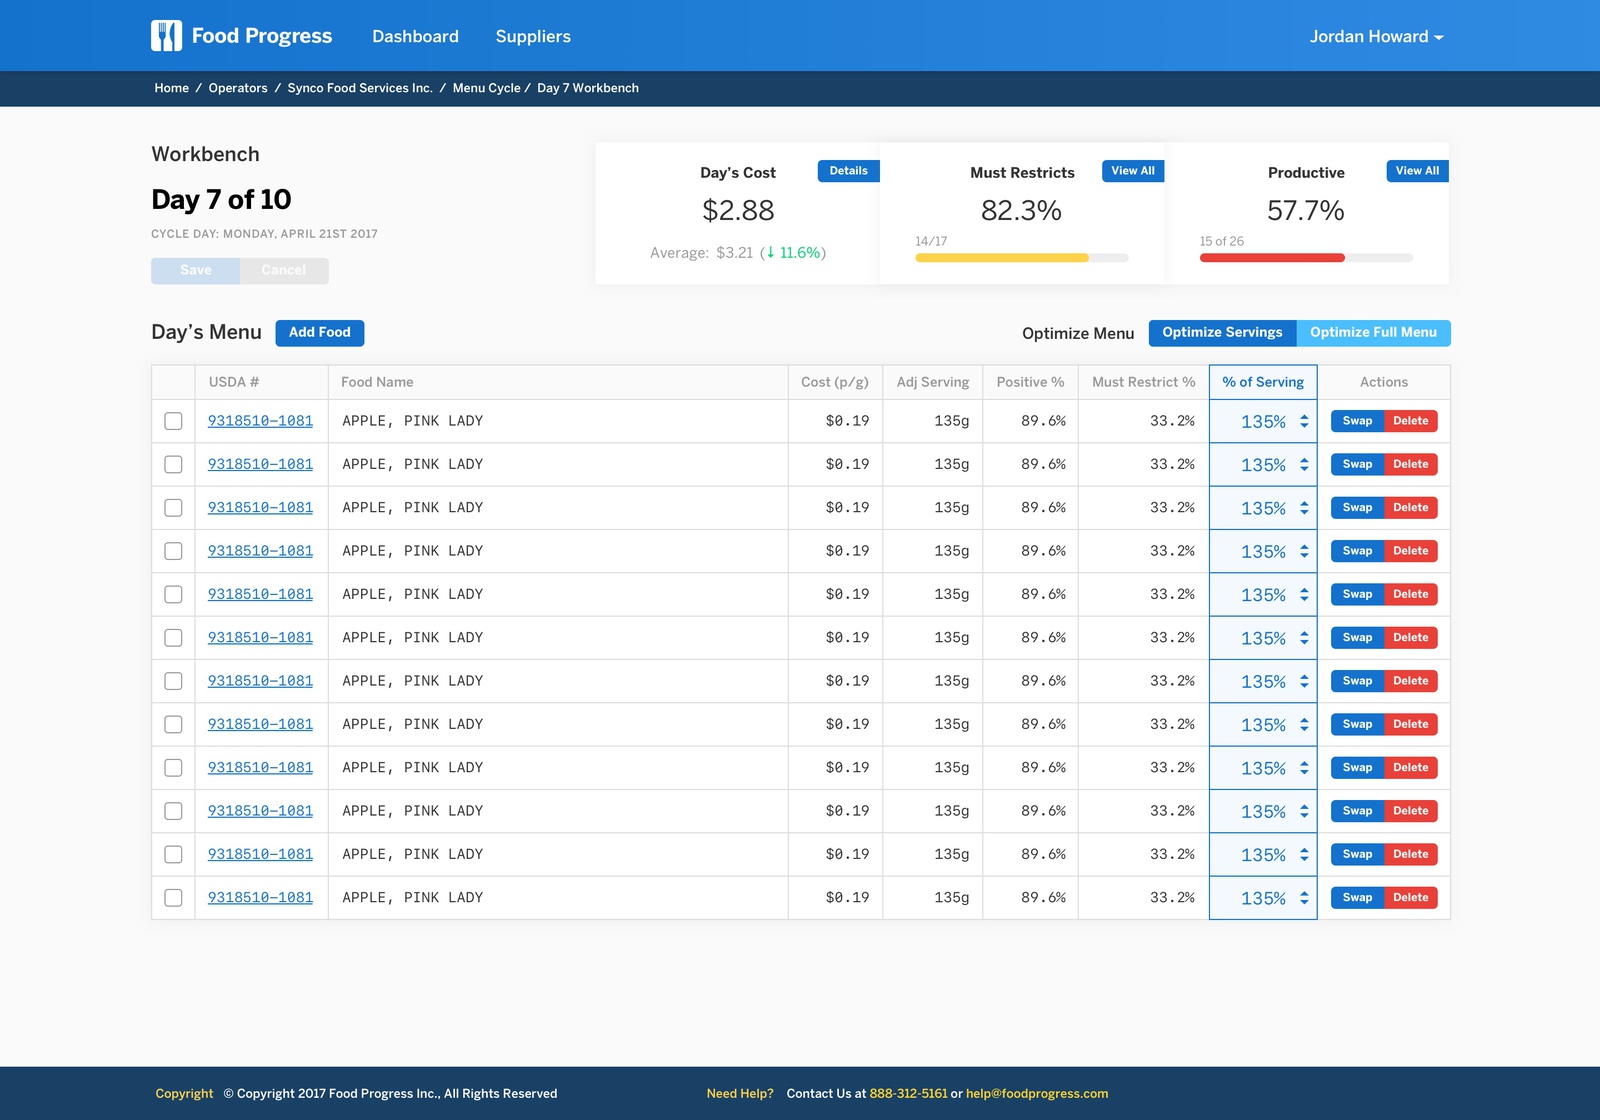 Food Progress Dashboard Suppliers Jordan Howard
Home / Operators / Synco Food Services Inc. / Menu Cycle / Day 7 Workbench
Workbench
Day 7 of 10
CYCLE DAY: MONDAY, APRIL 21ST 2017
Save Cancel
Day's Cost Details
$2.88
Average: $3.21 (↓ 11.6%)
Must Restricts View All
82.3%
14/17
Productive View All
57.7%
15 of 26
Day's Menu Add Food Optimize Menu Optimize Servings Optimize Full Menu
USDA # Food Name Cost (p/g) Adj Serving Positive % Must Restrict % % of Serving Actions
9318510–1081 APPLE, PINK LADY $0.19 135g 89.6% 33.2% 135% Swap Delete
9318510–1081 APPLE, PINK LADY $0.19 135g 89.6% 33.2% 135% Swap Delete
9318510–1081 APPLE, PINK LADY $0.19 135g 89.6% 33.2% 135% Swap Delete
9318510–1081 APPLE, PINK LADY $0.19 135g 89.6% 33.2% 135% Swap Delete
9318510–1081 APPLE, PINK LADY $0.19 135g 89.6% 33.2% 135% Swap Delete
9318510–1081 APPLE, PINK LADY $0.19 135g 89.6% 33.2% 135% Swap Delete
9318510–1081 APPLE, PINK LADY $0.19 135g 89.6% 33.2% 135% Swap Delete
9318510–1081 APPLE, PINK LADY $0.19 135g 89.6% 33.2% 135% Swap Delete
9318510–1081 APPLE, PINK LADY $0.19 135g 89.6% 33.2% 135% Swap Delete
9318510–1081 APPLE, PINK LADY $0.19 135g 89.6% 33.2% 135% Swap Delete
9318510–1081 APPLE, PINK LADY $0.19 135g 89.6% 33.2% 135% Swap Delete
9318510–1081 APPLE, PINK LADY $0.19 135g 89.6% 33.2% 135% Swap Delete
Copyright © Copyright 2017 Food Progress Inc., All Rights Reserved Need Help? Contact Us at 888-312-5161 or help@foodprogress.com